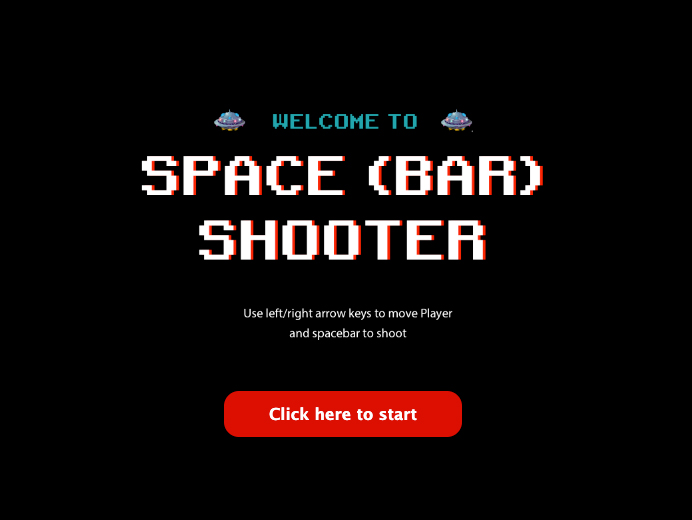 WELCOME TO
SPACE (BAR)
SHOOTER
Use left/right arrow keys to move Player
and spacebar to shoot
Click here to start